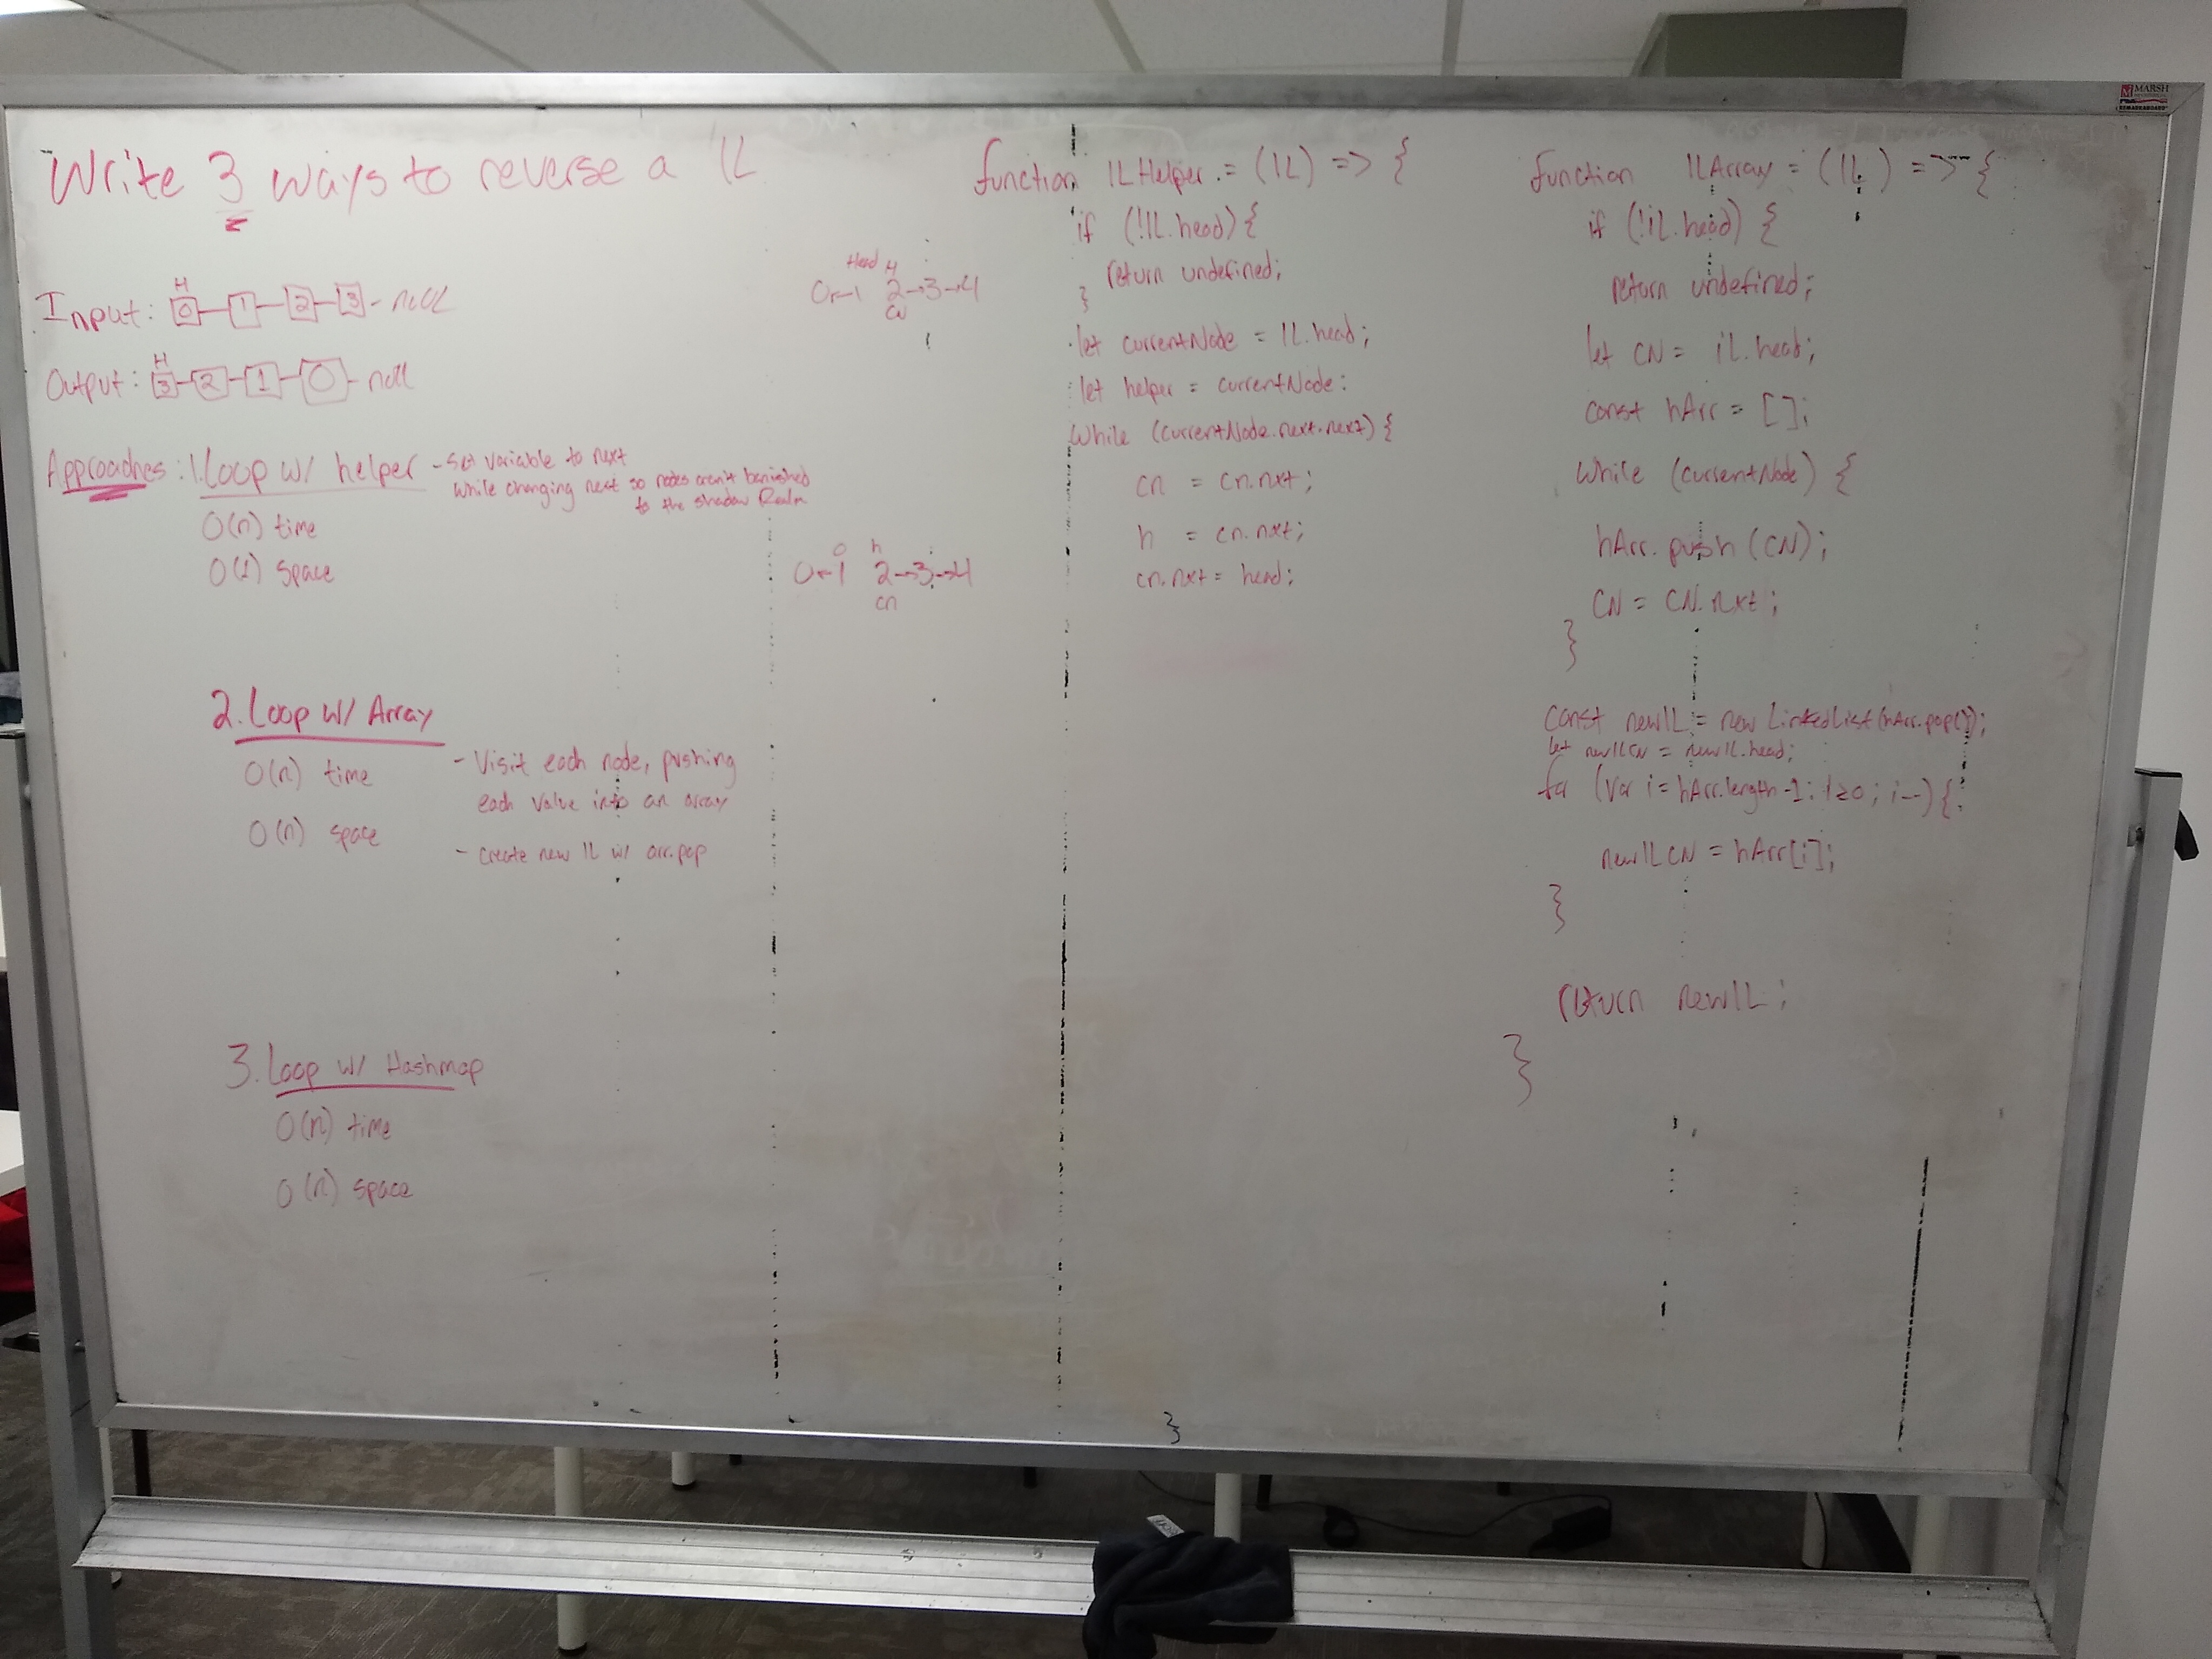 Write 3 ways to reverse a lL
Input: H 0 - 1 - 2 - 3 - null
Output: H 3 - 2 - 1 - 0 - null
Approaches: 1. Loop w/ helper - Set variable to next
while changing next so nodes aren't banished
to the shadow Realm
O(n) time
O(1) space
2. Loop w/ Array
O(n) time
O(n) space
- Visit each node, pushing
each value into an array
- create new lL w/ arr.pop
3. Loop w/ Hashmap
O(n) time
O(n) space
Head H
0←1 2→3→4
CN
h
0←1 2→3→4
cn
function lLHelper = (lL) => {
if (!lL.head) {
return undefined;
}
let currentNode = lL.head;
let helper = currentNode;
while (currentNode.next.next) {
cn = cn.nxt;
h = cn.nxt;
cn.nxt = head;
}
function lLArray = (lL) => {
if (!lL.head) {
return undefined;
let CN = lL.head;
const hArr = [];
while (currentNode) {
hArr.push(CN);
CN = CN.nxt;
}
const newlL = new LinkedList(hArr.pop());
let newlLCN = newlL.head;
for (var i = hArr.length -1; i≥0; i--) {
newlLCN = hArr[i];
}
return newlL;
}
MARSH